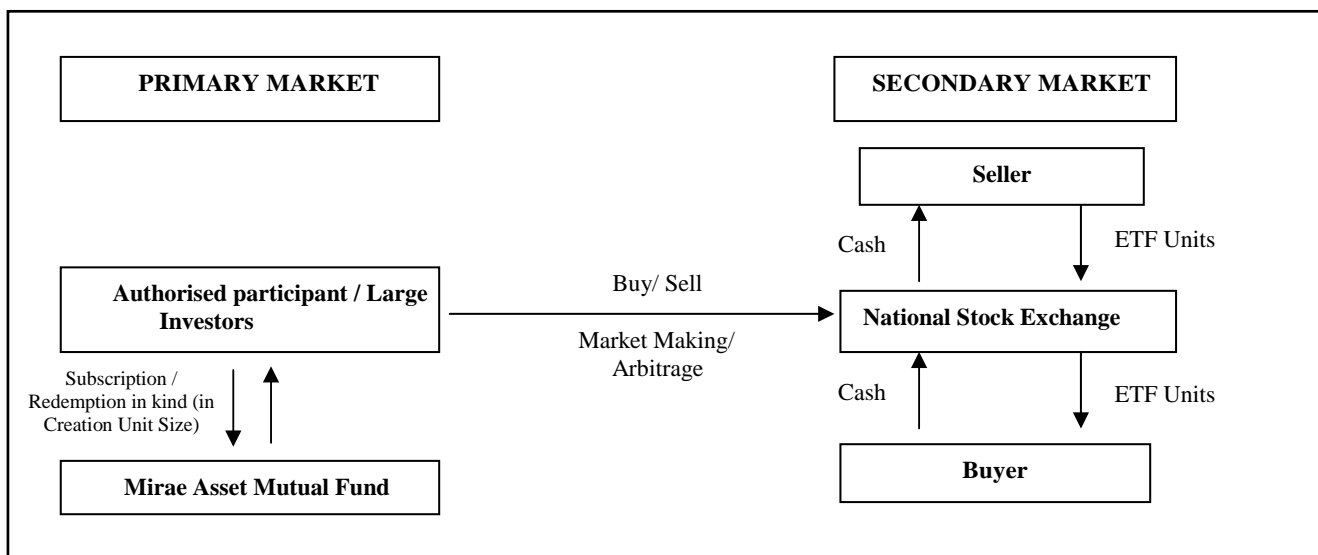 PRIMARY MARKET
SECONDARY MARKET
Seller
Cash
ETF Units
Authorised participant / Large
Investors
Buy/ Sell
Market Making/
Arbitrage
National Stock Exchange
Subscription /
Redemption in kind (in
Creation Unit Size)
Cash
ETF Units
Mirae Asset Mutual Fund
Buyer